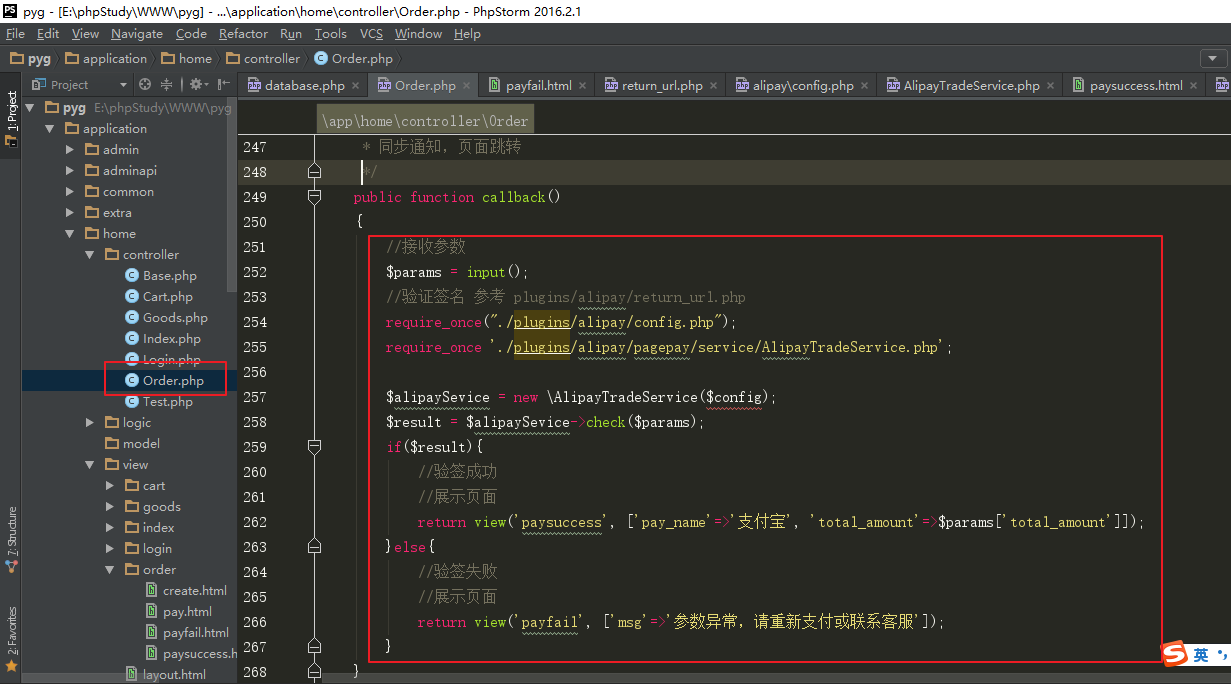 PS pyg - [E:\phpStudy\WWW\pyg] - ...\application\home\controller\Order.php - PhpStorm 2016.2.1
File Edit View Navigate Code Refactor Run Tools VCS Window Help
pyg application home controller C Order.php
Project database.php Order.php payfail.html return_url.php alipay\config.php AlipayTradeService.php paysuccess.html php
1: Project
7: Structure
2: Favorites
pyg E:\phpStudy\WWW\pyg
application
admin
adminapi
common
extra
home
controller
C Base.php
C Cart.php
C Goods.php
C Index.php
C Login.php
C Order.php
C Test.php
logic
model
view
cart
goods
index
login
order
create.html
pay.html
payfail.html
paysuccess.h
layout.html
\app\home\controller\Order
247 * 同步通知，页面跳转
248 */
249 public function callback()
250 {
251 //接收参数
252 $params = input();
253 //验证签名 参考 plugins/alipay/return_url.php
254 require_once("./plugins/alipay/config.php");
255 require_once './plugins/alipay/pagepay/service/AlipayTradeService.php';
256
257 $alipaySevice = new \AlipayTradeService($config);
258 $result = $alipaySevice->check($params);
259 if($result){
260 //验签成功
261 //展示页面
262 return view('paysuccess', ['pay_name'=>'支付宝', 'total_amount'=>$params['total_amount']]);
263 }else{
264 //验签失败
265 //展示页面
266 return view('payfail', ['msg'=>'参数异常，请重新支付或联系客服']);
267 }
268 }
S 英